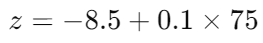 z = −8.5 + 0.1 × 75